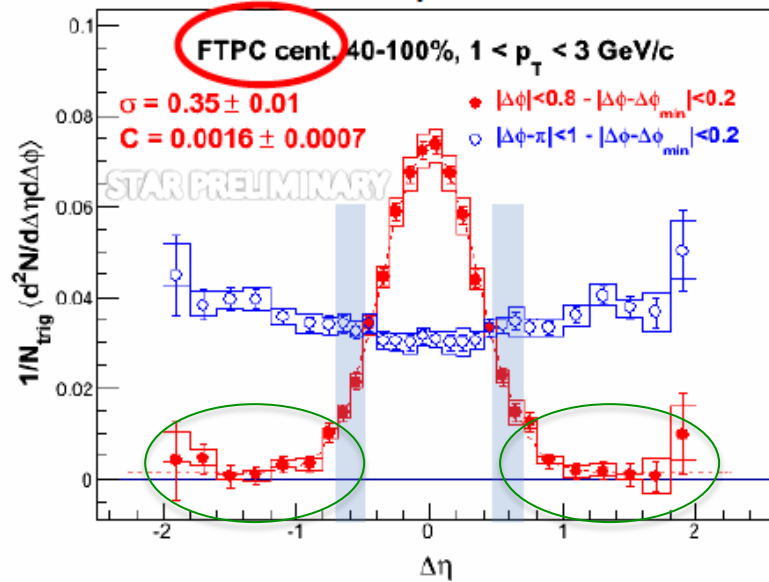 FTPC cent. 40-100%, 1 < p_T < 3 GeV/c
σ = 0.35 ± 0.01
C = 0.0016 ± 0.0007
|Δϕ|<0.8 - |Δϕ-Δϕ_min|<0.2
|Δϕ-π|<1 - |Δϕ-Δϕ_min|<0.2
STAR PRELIMINARY
1/N_trig ⟨d²N/dΔηdΔϕ⟩
0.1
0.08
0.06
0.04
0.02
0
-2
-1
0
1
2
Δη